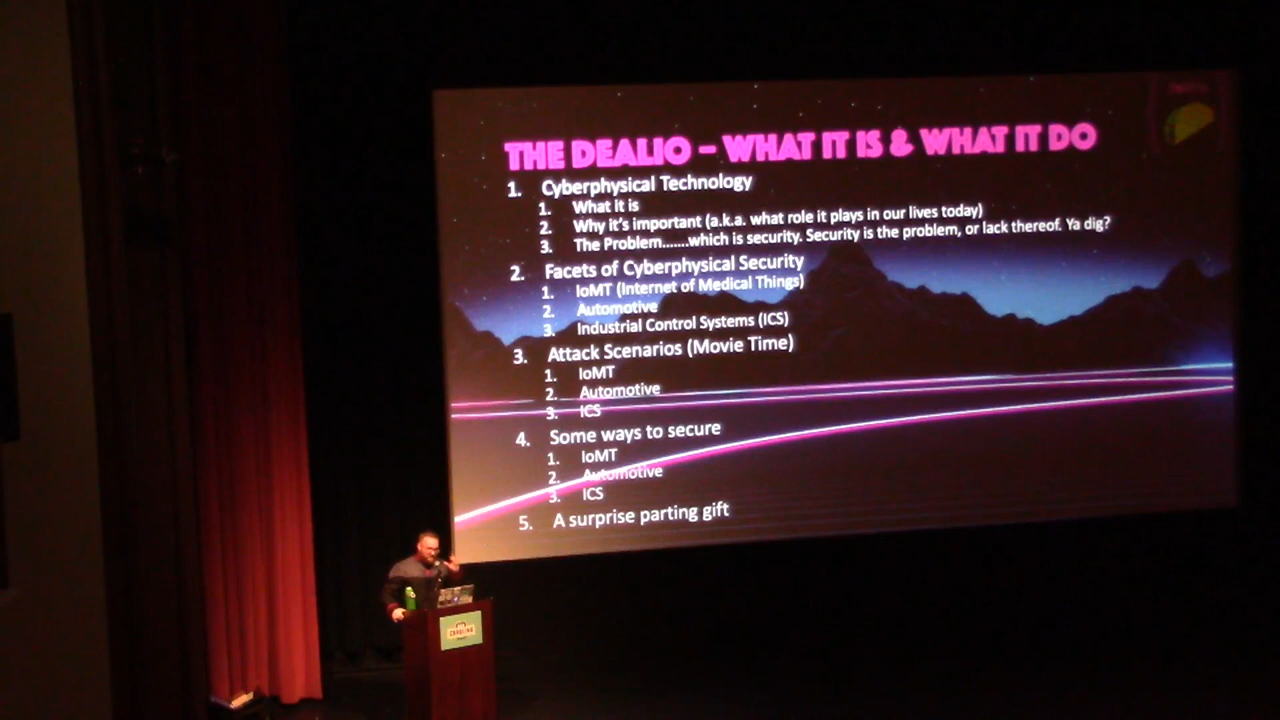 THE DEALIO – WHAT IT IS & WHAT IT DO
1. Cyberphysical Technology
1. What it is
2. Why it's important (a.k.a. what role it plays in our lives today)
3. The Problem.......which is security. Security is the problem, or lack thereof. Ya dig?
2. Facets of Cyberphysical Security
1. IoMT (Internet of Medical Things)
2. Automotive
3. Industrial Control Systems (ICS)
3. Attack Scenarios (Movie Time)
1. IoMT
2. Automotive
3. ICS
4. Some ways to secure
1. IoMT
2. Automotive
3. ICS
5. A surprise parting gift
CAROLINA